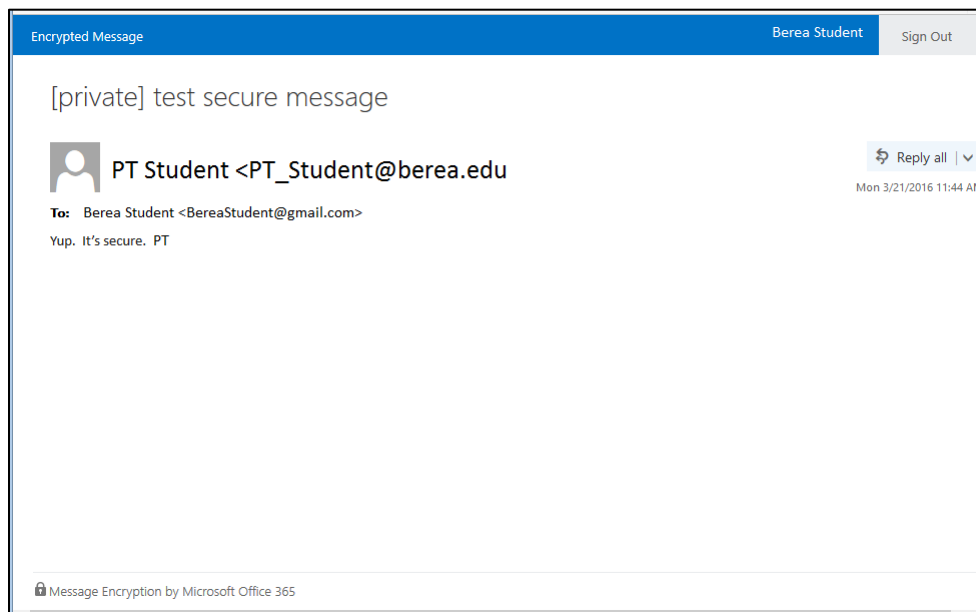 Encrypted Message Berea Student Sign Out
[private] test secure message
PT Student <PT_Student@berea.edu
Reply all
Mon 3/21/2016 11:44 AM
To: Berea Student <BereaStudent@gmail.com>
Yup. It's secure. PT
Message Encryption by Microsoft Office 365